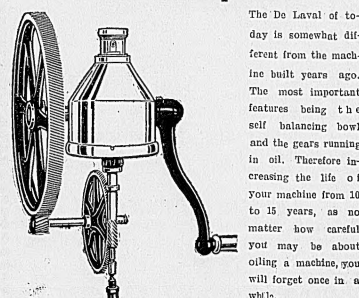 The De Laval of to-
day is somewhat dif-
ferent from the mach-
ine built years ago.
The most important
features being the
self balancing bowl
and the gears running
in oil. Therefore in-
creasing the life of
your machine from 10
to 15 years, as no
matter how careful
you may be about
oiling a machine, you
will forget once in a
while